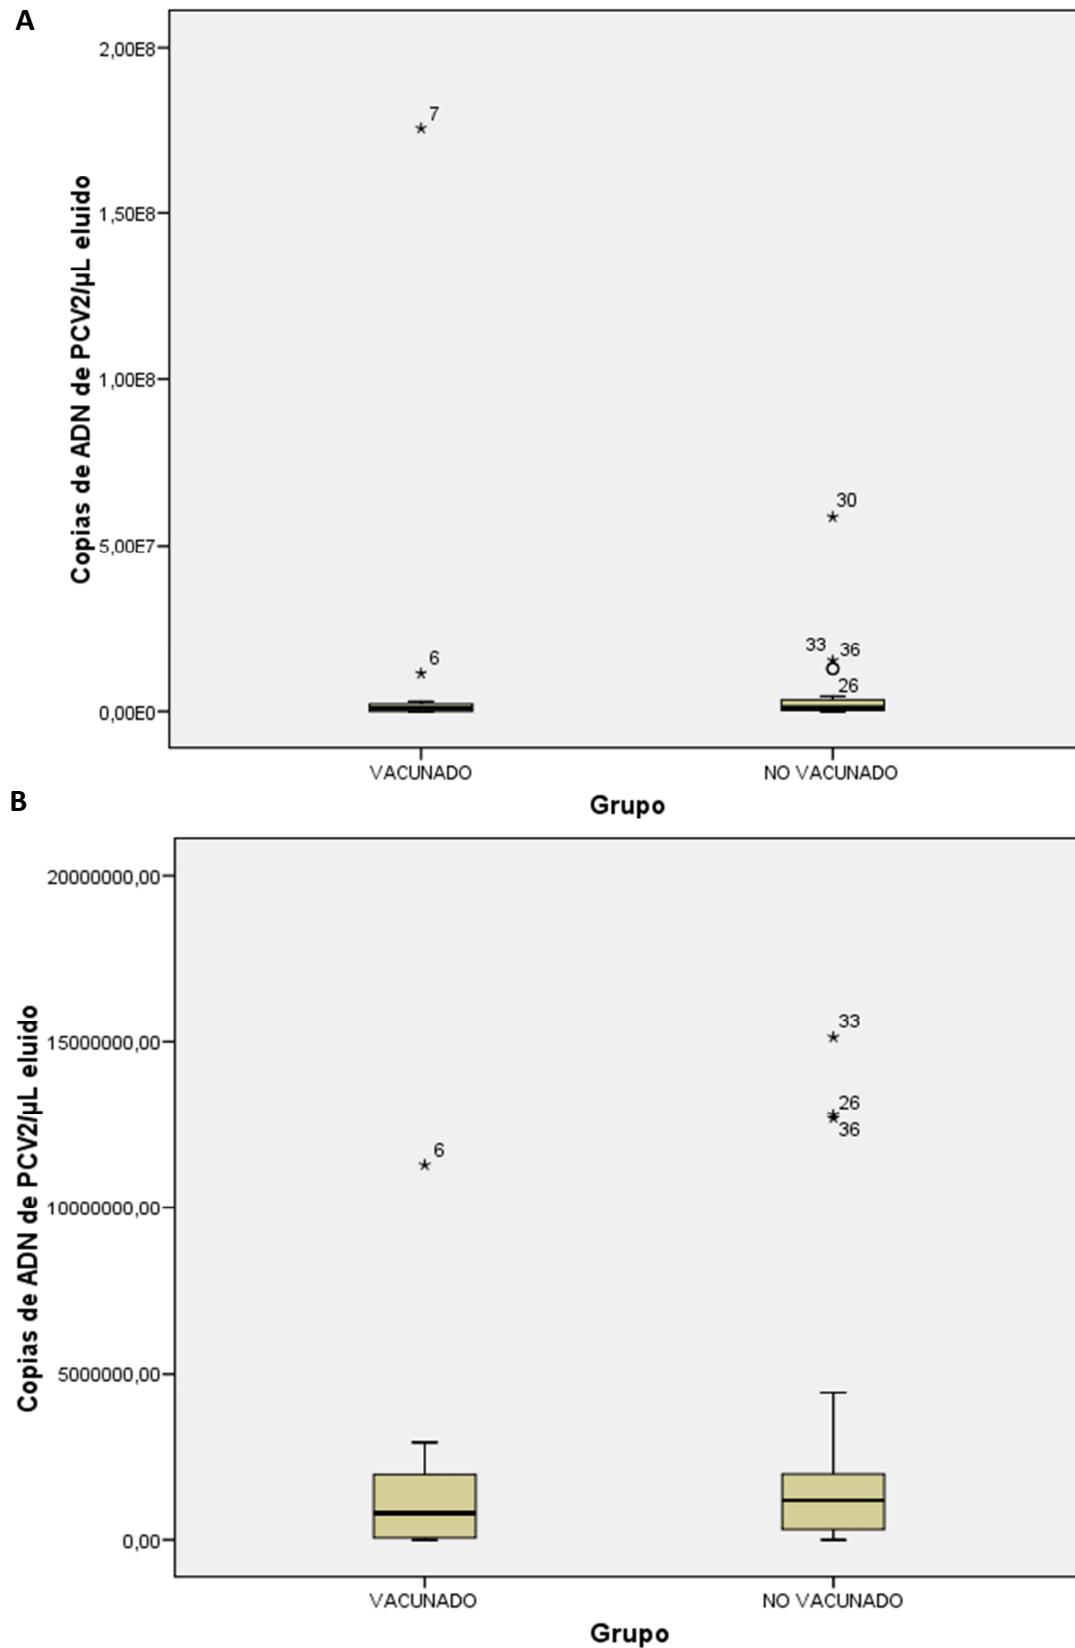 A
Copias de ADN de PCV2/µL eluido
2,00E8
1,50E8
1,00E8
5,00E7
0,00E0
7
6
30
33 36
26
VACUNADO NO VACUNADO
Grupo
B
Copias de ADN de PCV2/µL eluido
20000000,00
15000000,00
10000000,00
5000000,00
0,00
6
33
26
36
VACUNADO NO VACUNADO
Grupo